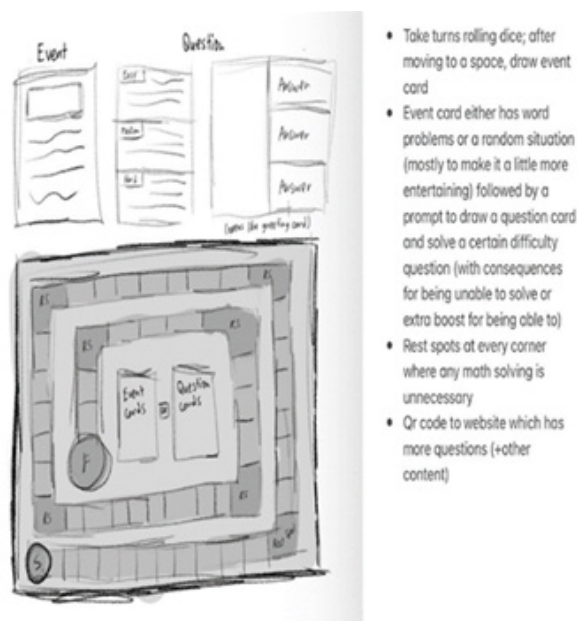 Event
Question
Easy
Medium
Hard
Answer
Answer
Answer
(opens like greeting card)
RS
RS
RS
RS
Event
Cards
Question
cards
F
RS
RS
Rest Spot
S
• Take turns rolling dice; after
moving to a space, draw event
card
• Event card either has word
problems or a random situation
(mostly to make it a little more
entertaining) followed by a
prompt to draw a question card
and solve a certain difficulty
question (with consequences
for being unable to solve or
extra boost for being able to)
• Rest spots at every corner
where any math solving is
unnecessary
• Qr code to website which has
more questions (+other
content)